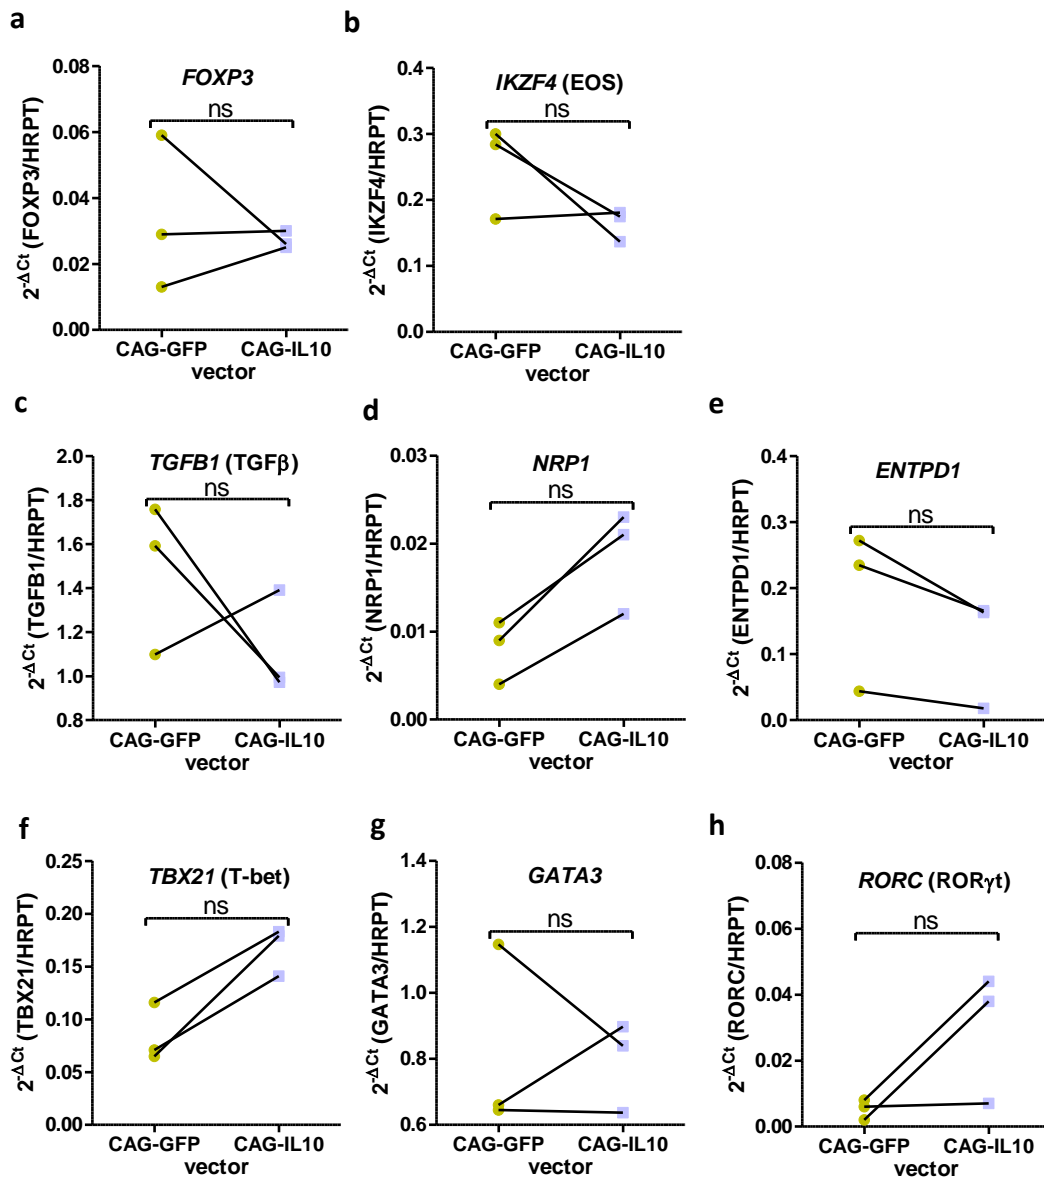 a
FOXP3
ns
2^-ΔCt (FOXP3/HRPT)
0.08
0.06
0.04
0.02
0.00
CAG-GFP CAG-IL10
vector
b
IKZF4 (EOS)
ns
2^-ΔCt (IKZF4/HRPT)
0.4
0.3
0.2
0.1
0.0
CAG-GFP CAG-IL10
vector
c
TGFB1 (TGFβ)
ns
2^-ΔCt (TGFB1/HRPT)
2.0
1.8
1.6
1.4
1.2
1.0
0.8
CAG-GFP CAG-IL10
vector
d
NRP1
ns
2^-ΔCt (NRP1/HRPT)
0.03
0.02
0.01
0.00
CAG-GFP CAG-IL10
vector
e
ENTPD1
ns
2^-ΔCt (ENTPD1/HRPT)
0.4
0.3
0.2
0.1
0.0
CAG-GFP CAG-IL10
vector
f
TBX21 (T-bet)
ns
2^-ΔCt (TBX21/HRPT)
0.25
0.20
0.15
0.10
0.05
0.00
CAG-GFP CAG-IL10
vector
g
GATA3
ns
2^-ΔCt (GATA3/HRPT)
1.4
1.2
1.0
0.8
0.6
CAG-GFP CAG-IL10
vector
h
RORC (RORγt)
ns
2^-ΔCt (RORC/HRPT)
0.08
0.06
0.04
0.02
0.00
CAG-GFP CAG-IL10
vector